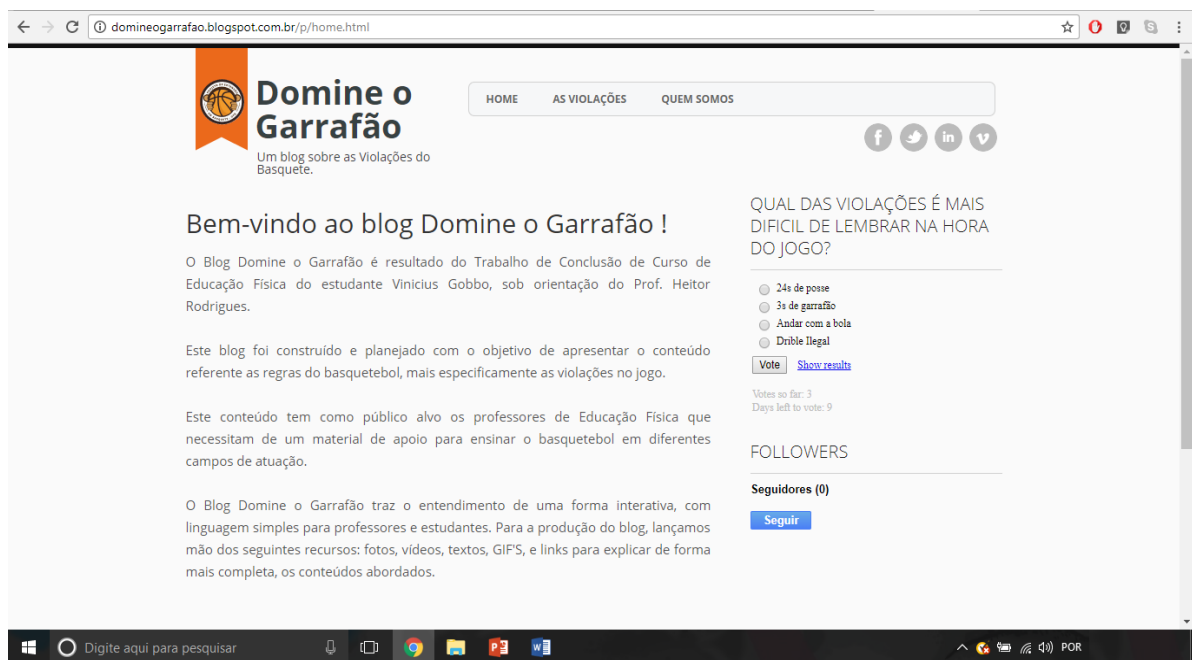 domineogarrafao.blogspot.com.br/p/home.html
Domine o
Garrafão
Um blog sobre as Violações do
Basquete.
HOME AS VIOLAÇÕES QUEM SOMOS
Bem-vindo ao blog Domine o Garrafão !
O Blog Domine o Garrafão é resultado do Trabalho de Conclusão de Curso de
Educação Física do estudante Vinicius Gobbo, sob orientação do Prof. Heitor
Rodrigues.
Este blog foi construído e planejado com o objetivo de apresentar o conteúdo
referente as regras do basquetebol, mais especificamente as violações no jogo.
Este conteúdo tem como público alvo os professores de Educação Física que
necessitam de um material de apoio para ensinar o basquetebol em diferentes
campos de atuação.
O Blog Domine o Garrafão traz o entendimento de uma forma interativa, com
linguagem simples para professores e estudantes. Para a produção do blog, lançamos
mão dos seguintes recursos: fotos, vídeos, textos, GIF'S, e links para explicar de forma
mais completa, os conteúdos abordados.
QUAL DAS VIOLAÇÕES É MAIS
DIFICIL DE LEMBRAR NA HORA
DO JOGO?
24s de posse
3s de garrafão
Andar com a bola
Drible Ilegal
Vote Show results
Votes so far: 3
Days left to vote: 9
FOLLOWERS
Seguidores (0)
Seguir
Digite aqui para pesquisar
POR